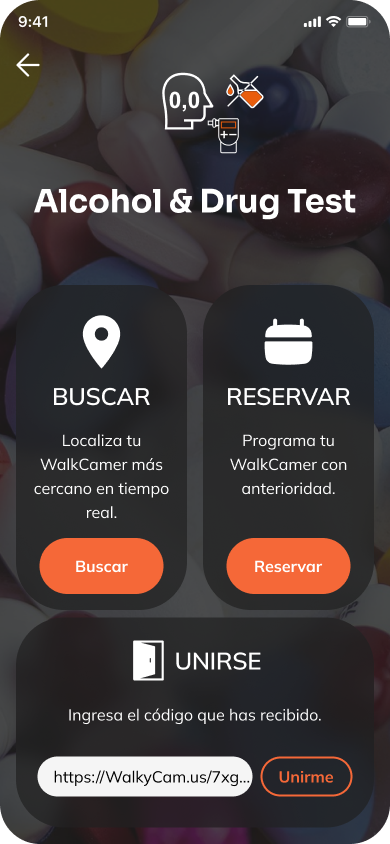 9:41
0,0
Alcohol & Drug Test
BUSCAR
Localiza tu
WalkCamer más
cercano en tiempo
real.
Buscar
RESERVAR
Programa tu
WalkCamer con
anterioridad.
Reservar
UNIRSE
Ingresa el código que has recibido.
https://WalkyCam.us/7xg...
Unirme